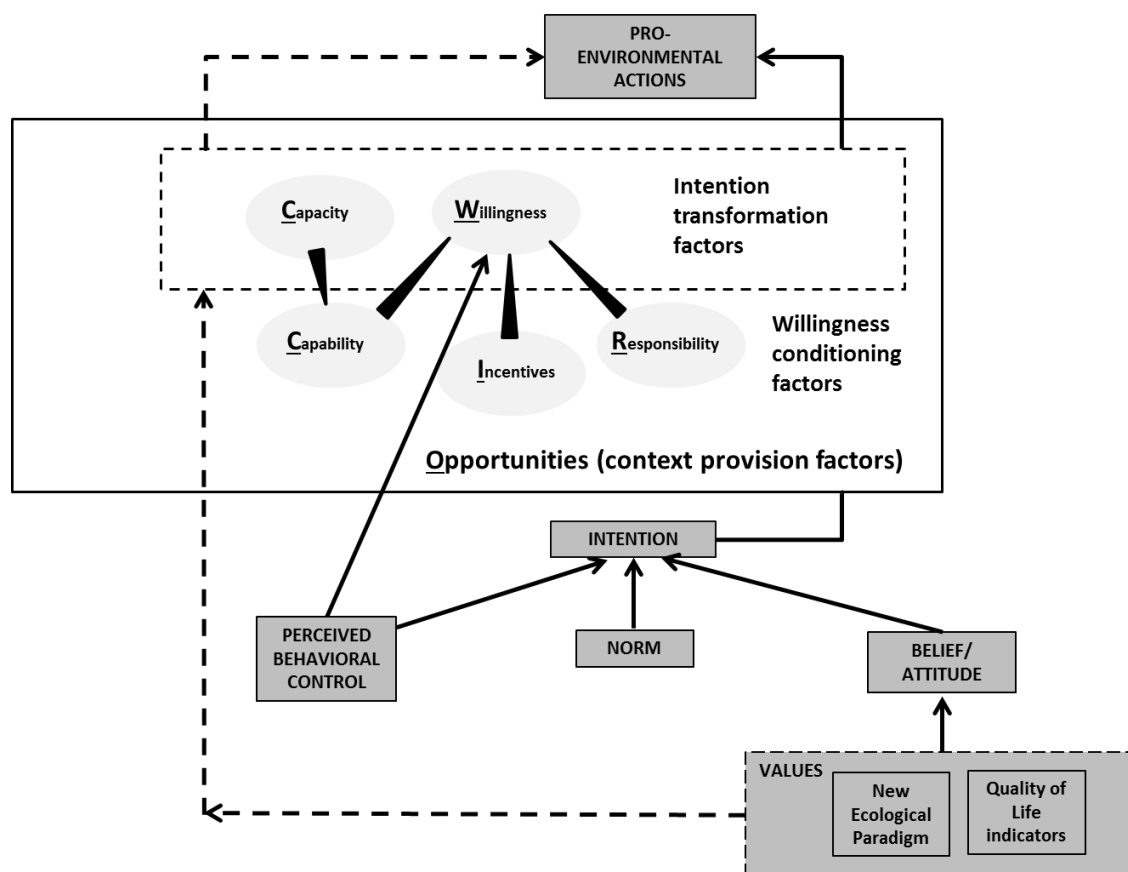 PRO-
ENVIRONMENTAL
ACTIONS
Capacity
Willingness
Intention
transformation
factors
Capability
Incentives
Responsibility
Willingness
conditioning
factors
Opportunities (context provision factors)
INTENTION
PERCEIVED
BEHAVIORAL
CONTROL
NORM
BELIEF/
ATTITUDE
VALUES
New
Ecological
Paradigm
Quality of
Life
indicators